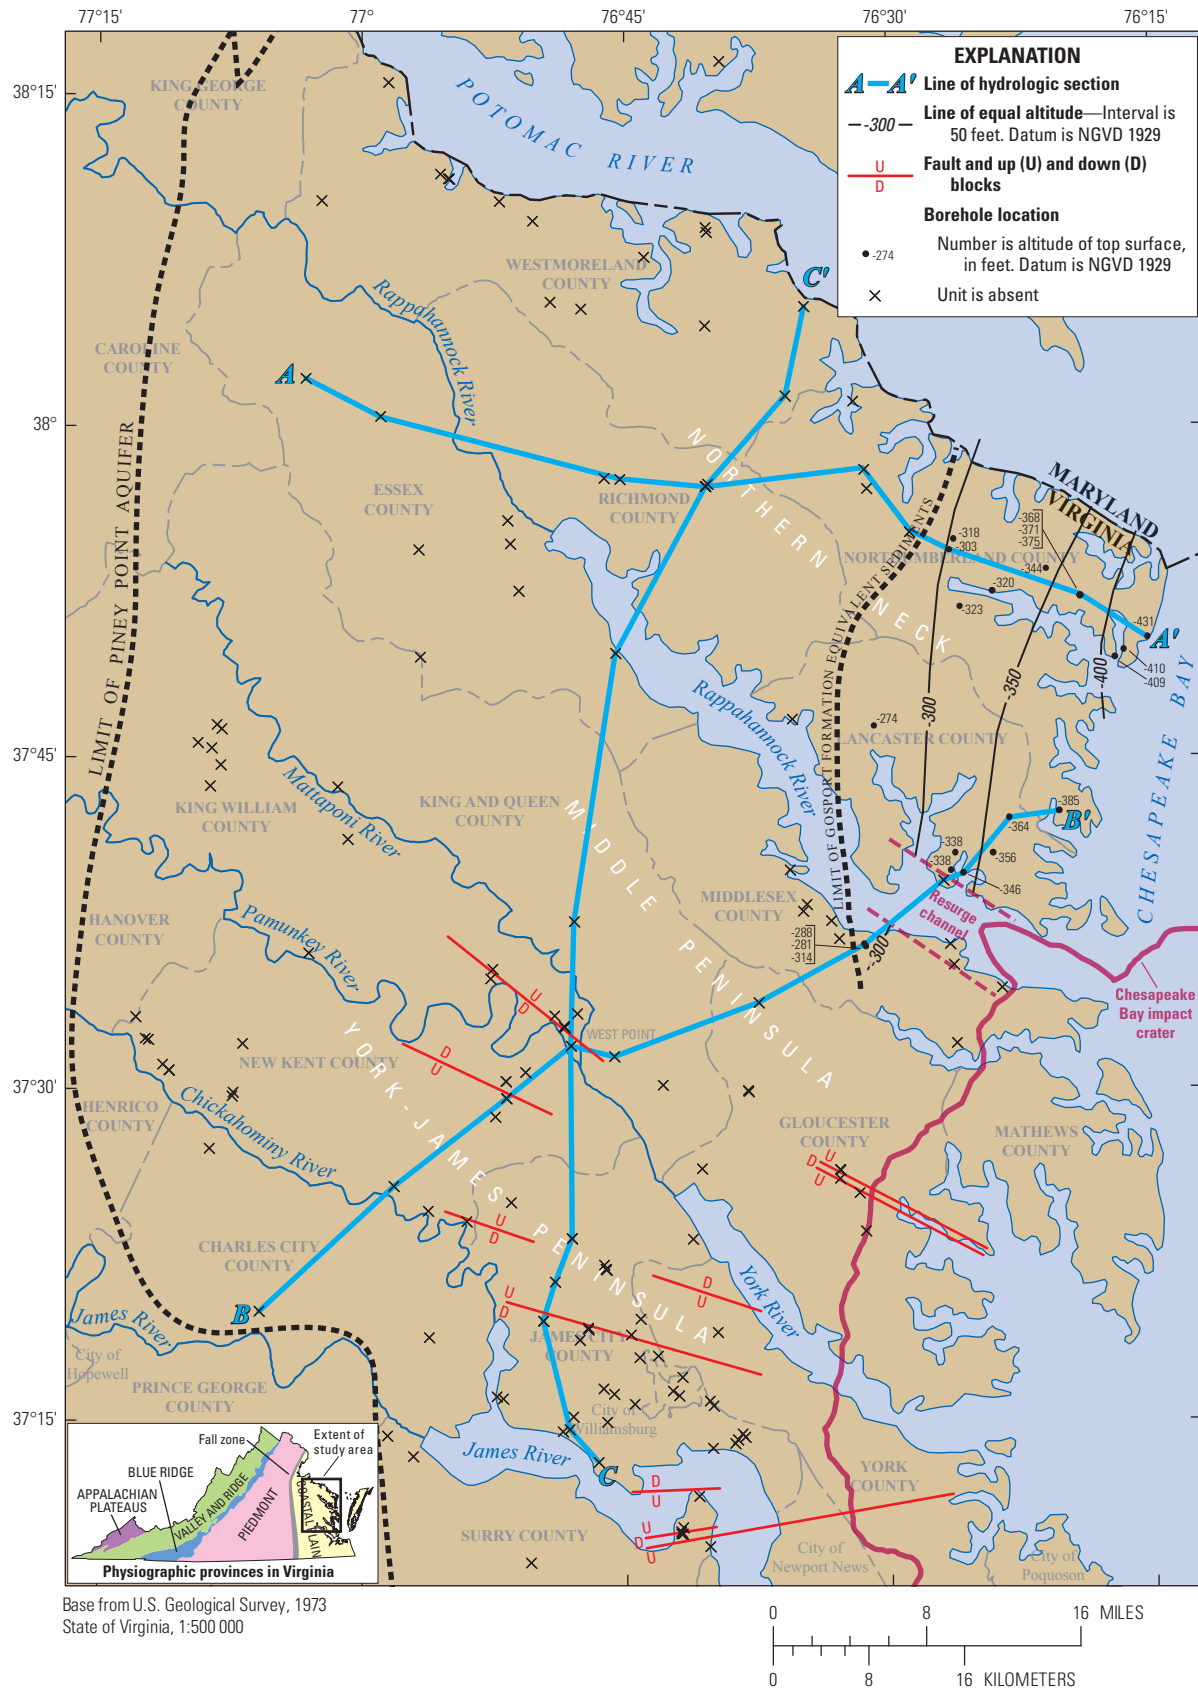 77°15'
77°
76°45'
76°30'
76°15'
38°15'
38°
37°45'
37°30'
37°15'
EXPLANATION
A A' Line of hydrologic section
-300 Line of equal altitude—Interval is
50 feet. Datum is NGVD 1929
U
D
Fault and up (U) and down (D)
blocks
Borehole location
-274 Number is altitude of top surface,
in feet. Datum is NGVD 1929
Unit is absent
KING GEORGE
COUNTY
POTOMAC RIVER
WESTMORELAND
COUNTY
C'
Rappahannock River
CAROLINE
COUNTY
A
LIMIT OF PINEY POINT AQUIFER
NORTHERN NECK
ESSEX
COUNTY
RICHMOND
COUNTY
MARYLAND
VIRGINIA
-368
-371
-375
-318
-303
NORTHUMBERLAND COUNTY
-344
-320
-323
-431
A'
-410
-409
-400
-350
-300
LIMIT OF GOSPORT FORMATION EQUIVALENT SEDIMENTS
Rappahannock River
-274
LANCASTER COUNTY
CHESAPEAKE BAY
Mattaponi River
KING WILLIAM
COUNTY
KING AND QUEEN
COUNTY
MIDDLE PENINSULA
-385
B'
-364
-338
-338
-356
-346
Resurge
channel
MIDDLESEX
COUNTY
-288
-281
-314
-300
HANOVER
COUNTY
Pamunkey River
U
D
Chesapeake
Bay impact
crater
WEST POINT
NEW KENT COUNTY
D
U
YORK-JAMES PENINSULA
HENRICO
COUNTY
Chickahominy River
GLOUCESTER
COUNTY
MATHEWS
COUNTY
U
D
U
U
D
CHARLES CITY
COUNTY
B
D
U
York River
U
D
James River
City of
Hopewell
JAMES CITY
COUNTY
PRINCE GEORGE
COUNTY
City of
Williamsburg
James River
C
YORK
COUNTY
D
U
U
D
U
SURRY COUNTY
City of
Newport News
City of
Poquoson
Fall zone
Extent of
study area
BLUE RIDGE
APPALACHIAN
PLATEAUS
VALLEY AND RIDGE
PIEDMONT
COASTAL PLAIN
Physiographic provinces in Virginia
Base from U.S. Geological Survey, 1973
State of Virginia, 1:500 000
0 8 16 MILES
0 8 16 KILOMETERS